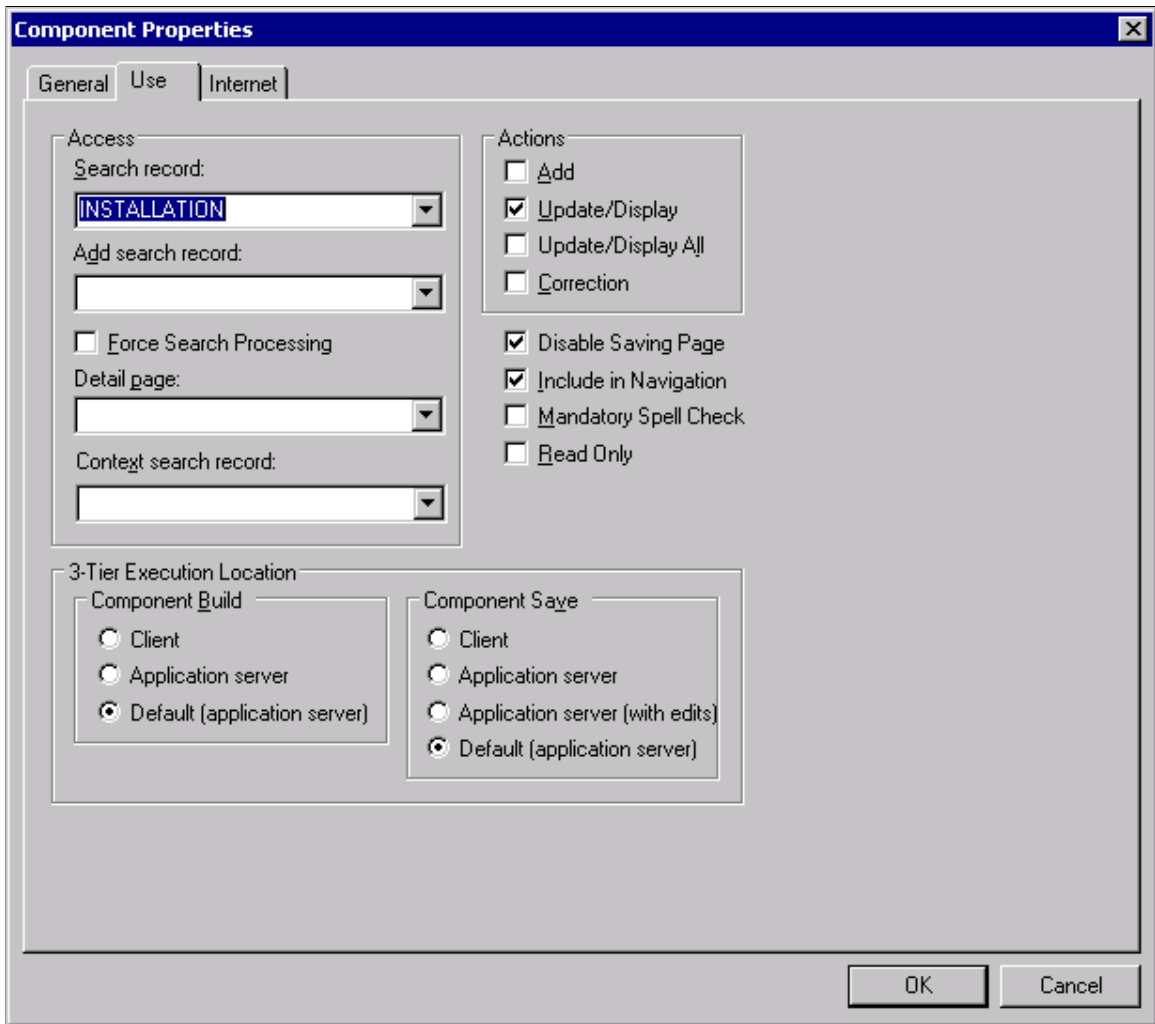 Component Properties
General
Use
Internet
Access
Search record:
INSTALLATION
Add search record:
Force Search Processing
Detail page:
Context search record:
Actions
Add
Update/Display
Update/Display All
Correction
Disable Saving Page
Include in Navigation
Mandatory Spell Check
Read Only
3-Tier Execution Location
Component Build
Client
Application server
Default (application server)
Component Save
Client
Application server
Application server (with edits)
Default (application server)
OK
Cancel